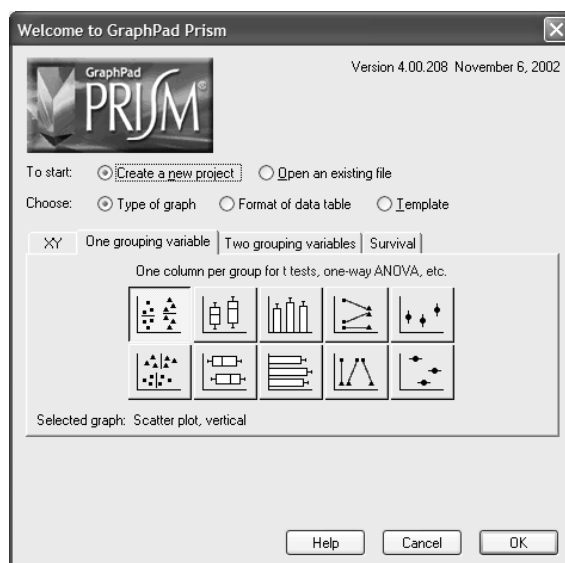 Welcome to GraphPad Prism
GraphPad
PRISM®
Version 4.00.208 November 6, 2002
To start: Create a new project Open an existing file
Choose: Type of graph Format of data table Template
XY One grouping variable Two grouping variables Survival
One column per group for t tests, one-way ANOVA, etc.
Selected graph: Scatter plot, vertical
Help Cancel OK